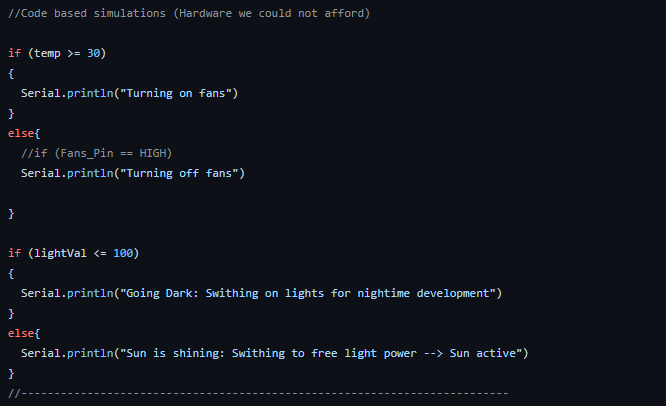 //Code based simulations (Hardware we could not afford)
if (temp >= 30)
{
  Serial.println("Turning on fans")
}
else{
  //if (Fans_Pin == HIGH)
  Serial.println("Turning off fans")
}
if (lightVal <= 100)
{
  Serial.println("Going Dark: Swithing on lights for nightime development")
}
else{
  Serial.println("Sun is shining: Swithing to free light power --> Sun active")
}
//--------------------------------------------------------------------------